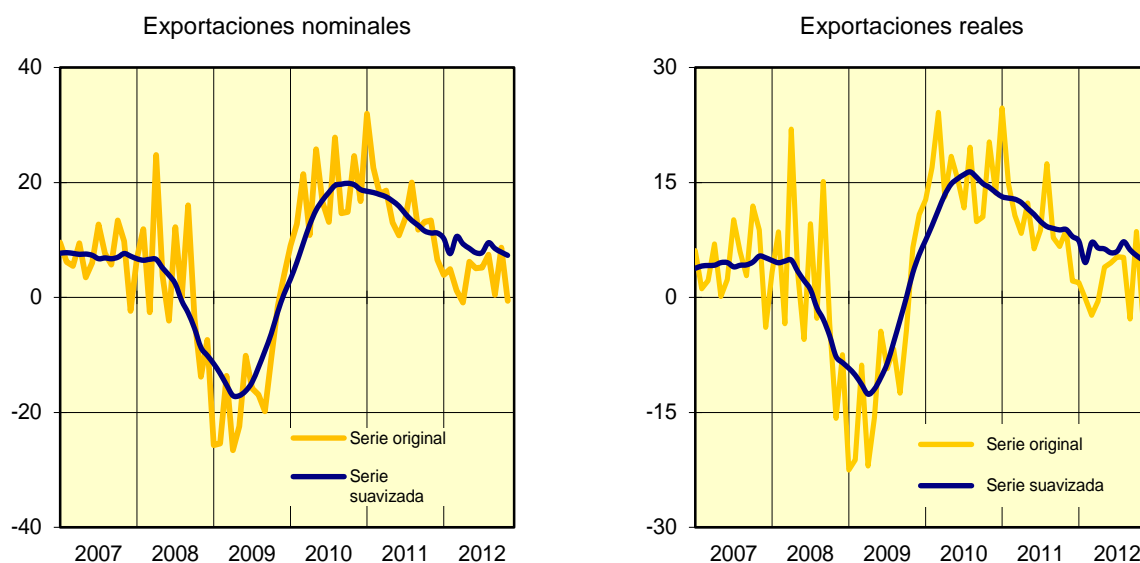 Exportaciones nominales
40
20
0
-20
-40
Serie original
Serie
suavizada
2007 2008 2009 2010 2011 2012
Exportaciones reales
30
15
0
-15
-30
Serie original
Serie suavizada
2007 2008 2009 2010 2011 2012